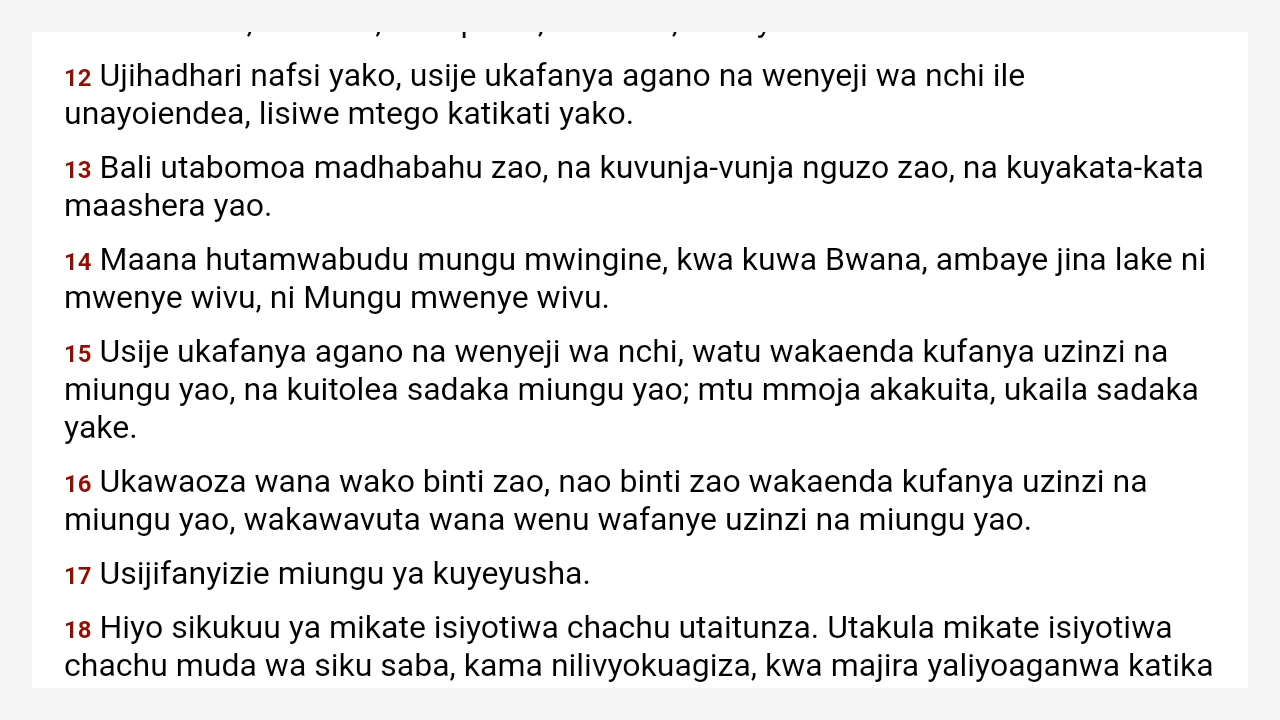 12 Ujihadhari nafsi yako, usije ukafanya agano na wenyeji wa nchi ile
unayoiendea, lisiwe mtego katikati yako.
13 Bali utabomoa madhabahu zao, na kuvunja-vunja nguzo zao, na kuyakata-kata
maashera yao.
14 Maana hutamwabudu mungu mwingine, kwa kuwa Bwana, ambaye jina lake ni
mwenye wivu, ni Mungu mwenye wivu.
15 Usije ukafanya agano na wenyeji wa nchi, watu wakaenda kufanya uzinzi na
miungu yao, na kuitolea sadaka miungu yao; mtu mmoja akakuita, ukaila sadaka
yake.
16 Ukawaoza wana wako binti zao, nao binti zao wakaenda kufanya uzinzi na
miungu yao, wakawavuta wana wenu wafanye uzinzi na miungu yao.
17 Usijifanyizie miungu ya kuyeyusha.
18 Hiyo sikukuu ya mikate isiyotiwa chachu utaitunza. Utakula mikate isiyotiwa
chachu muda wa siku saba, kama nilivyokuagiza, kwa majira yaliyoaganwa katika